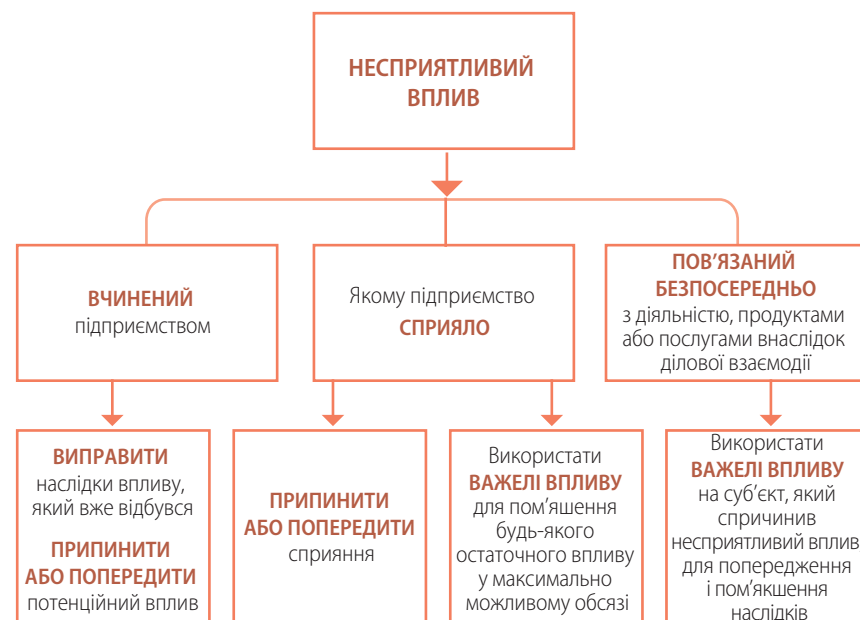 НЕСПРИЯТЛИВИЙ
ВПЛИВ
ВЧИНЕНИЙ
підприємством
Якому підприємство
СПРИЯЛО
ПОВ’ЯЗАНИЙ
БЕЗПОСЕРЕДНЬО
з діяльністю, продуктами
або послугами внаслідок
ділової взаємодії
ВИПРАВИТИ
наслідки впливу,
який вже відбувся
ПРИПИНИТИ
АБО ПОПЕРЕДИТИ
потенційний вплив
ПРИПИНИТИ
АБО ПОПЕРЕДИТИ
сприяння
Використати
ВАЖЕЛІ ВПЛИВУ
для пом’яшення
будь-якого
остаточного впливу
у максимально
можливому обсязі
Використати
ВАЖЕЛІ ВПЛИВУ
на суб’єкт, який
спричинив
несприятливий вплив
для попередження
і пом’якшення
наслідків